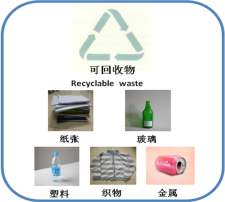 可回收物
Recyclable waste
纸张 玻璃
塑料 织物 金属